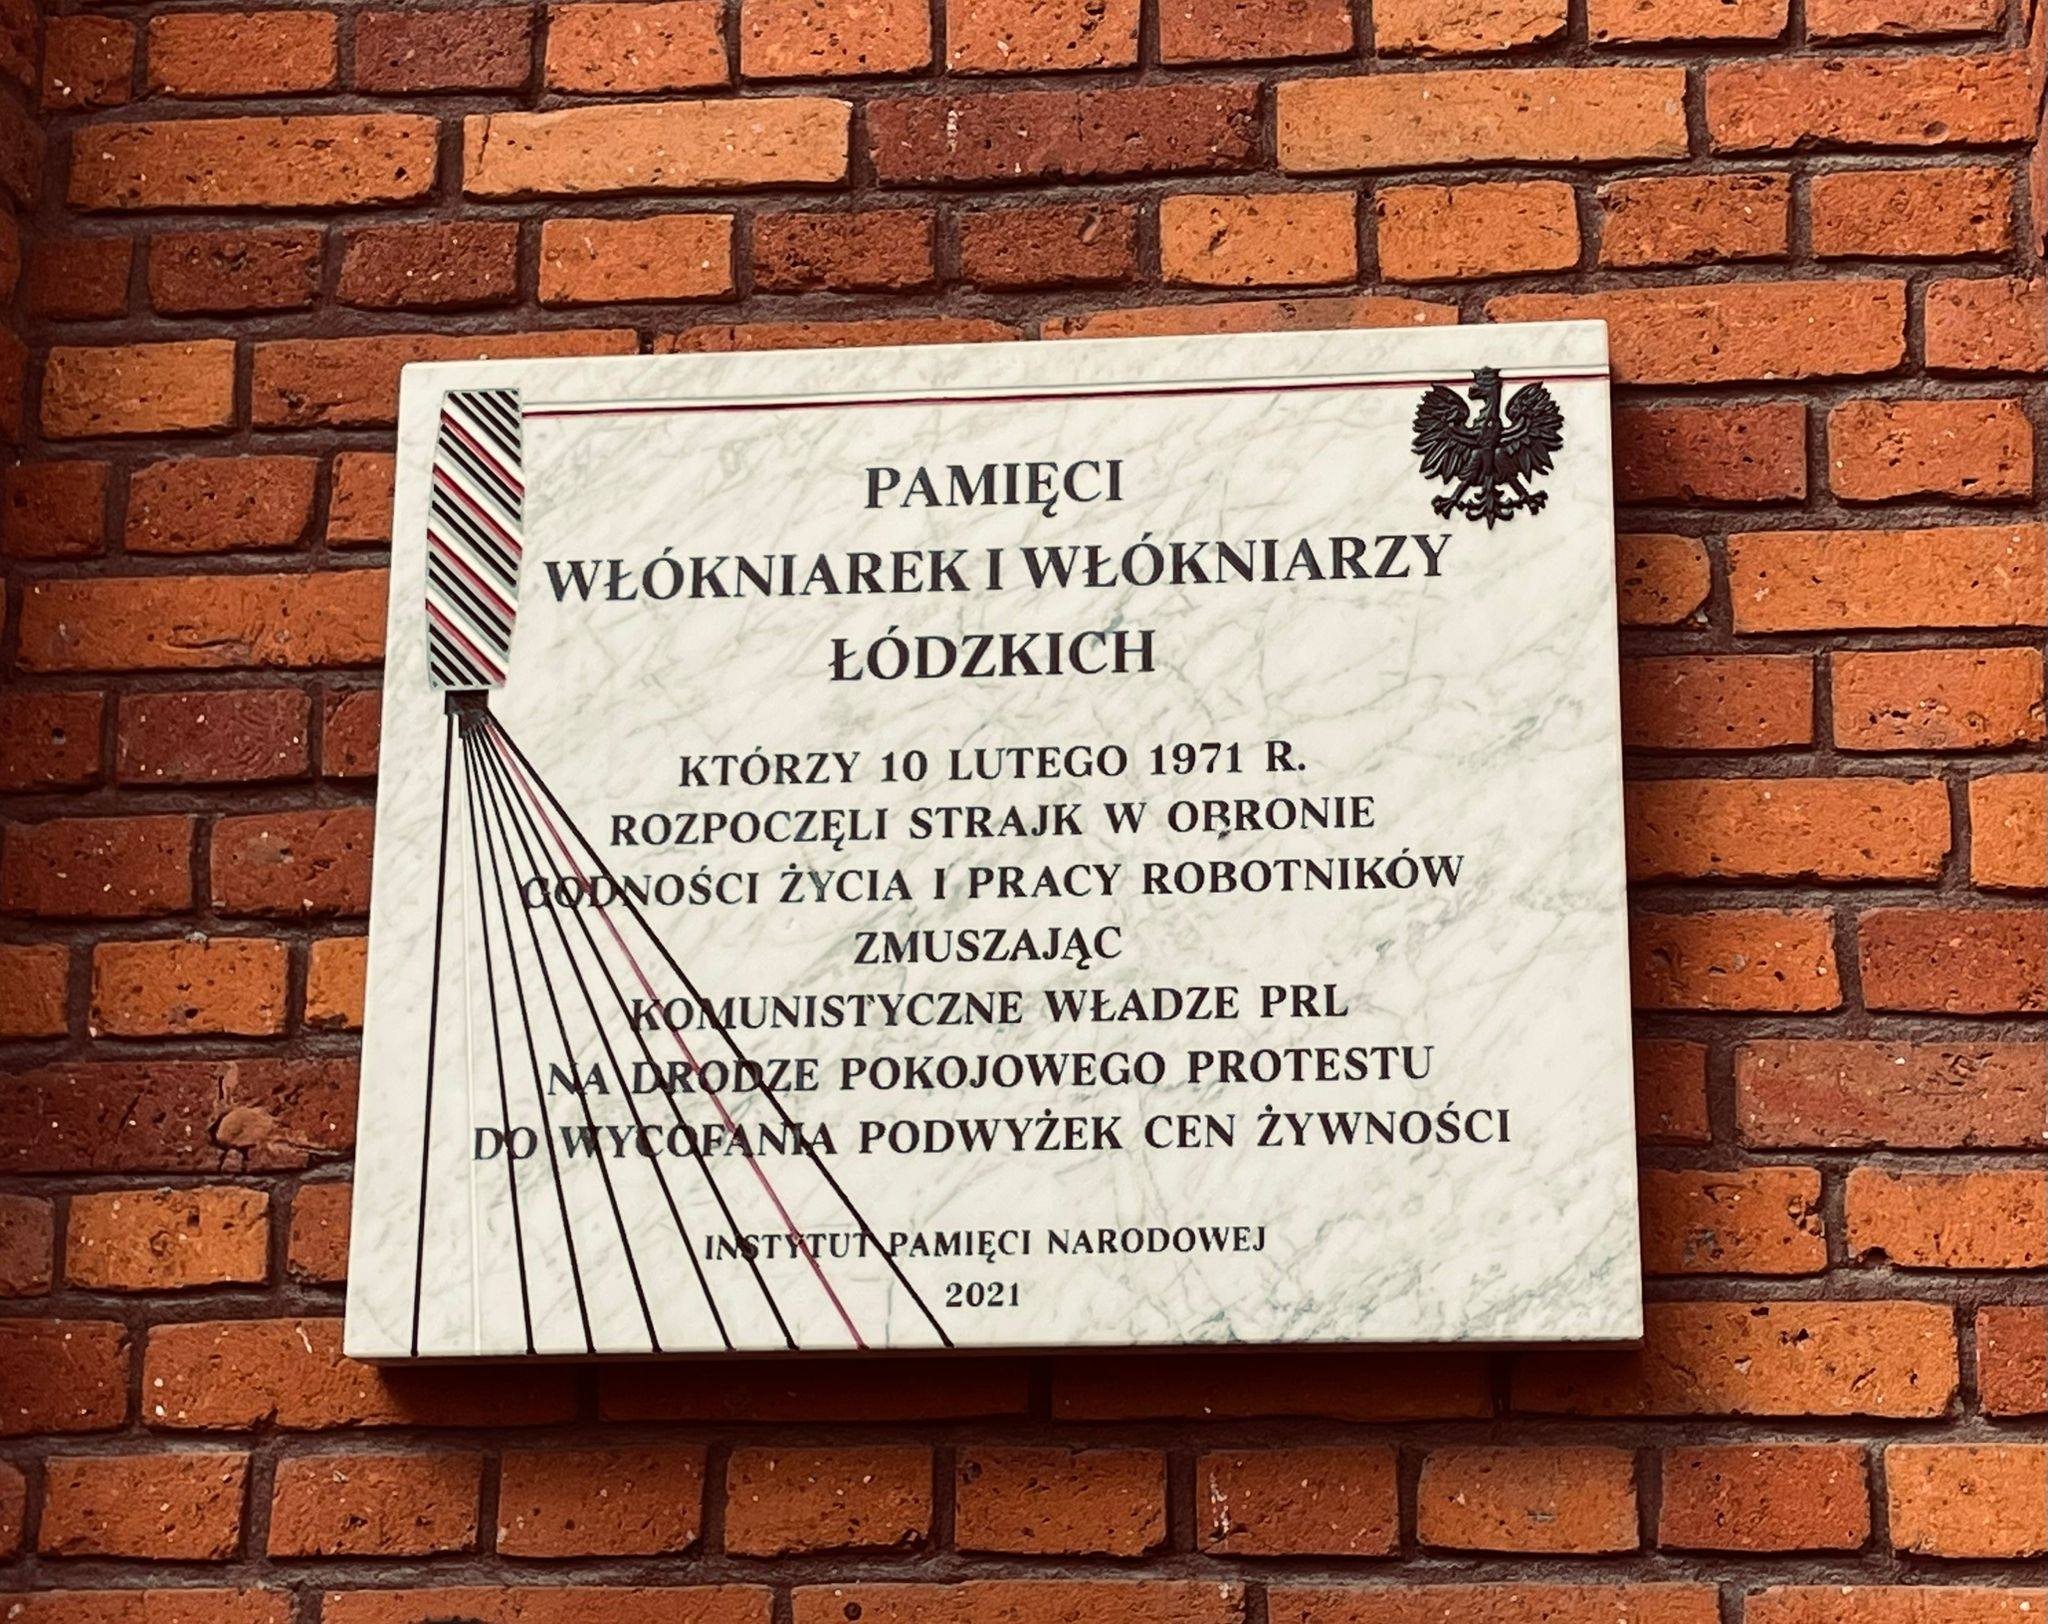 PAMIĘCI
WŁÓKNIAREK I WŁÓKNIARZY
ŁÓDZKICH
KTÓRZY 10 LUTEGO 1971 R.
ROZPOCZĘLI STRAJK W OBRONIE
GODNOŚCI ŻYCIA I PRACY ROBOTNIKÓW
ZMUSZAJĄC
KOMUNISTYCZNE WŁADZE PRL
NA DRODZE POKOJOWEGO PROTESTU
DO WYCOFANIA PODWYŻEK CEN ŻYWNOŚCI
INSTYTUT PAMIĘCI NARODOWEJ
2021